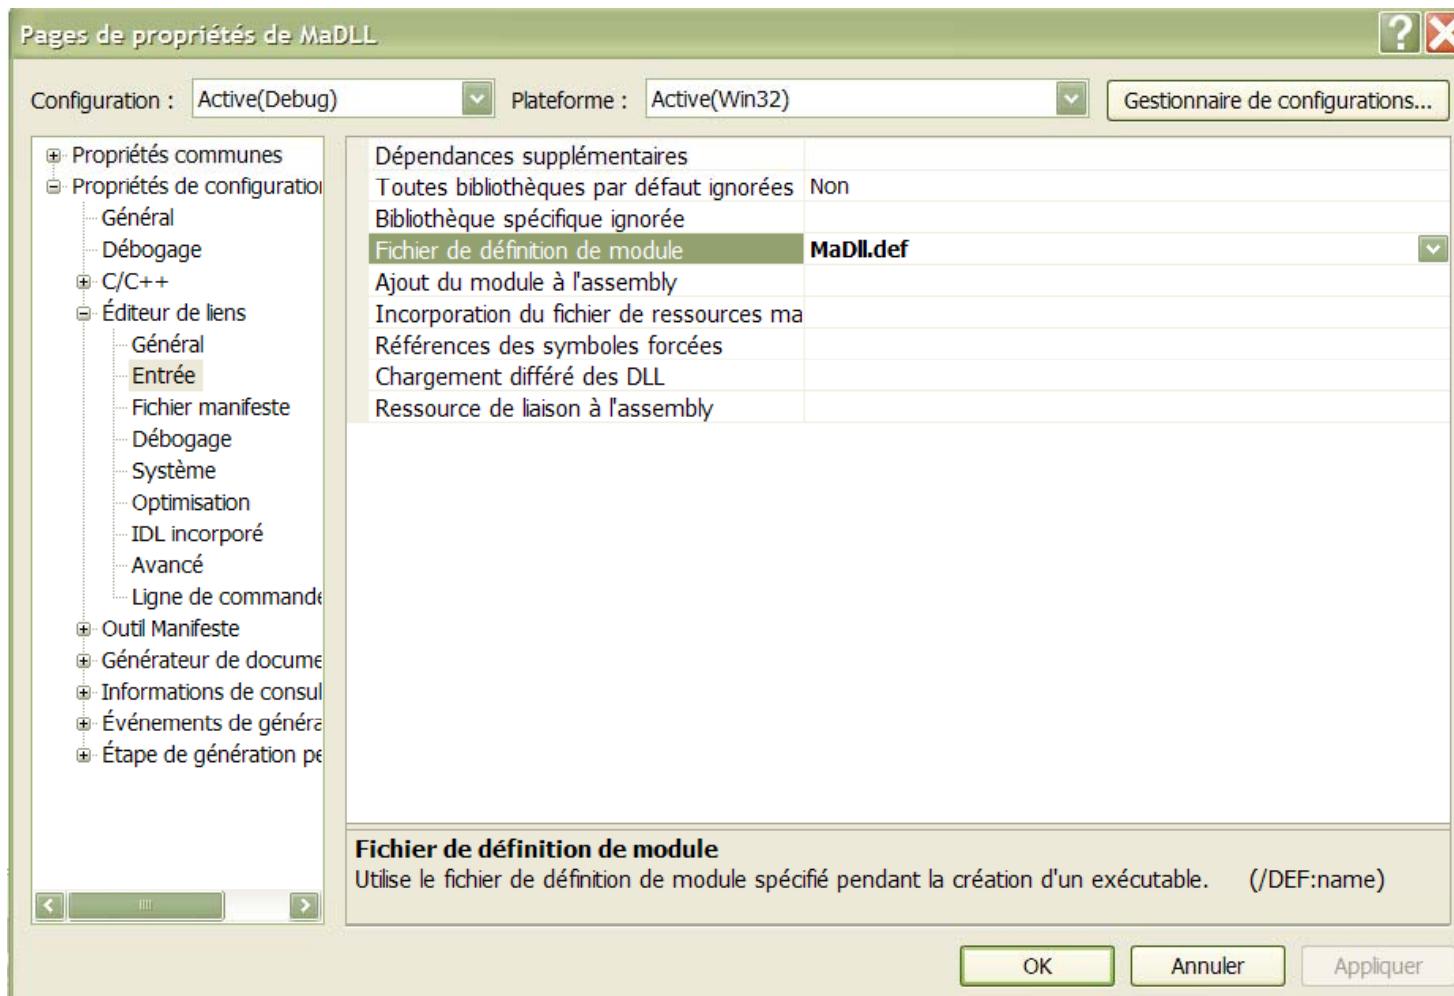 Pages de propriétés de MaDLL
Configuration : Active(Debug) Plateforme : Active(Win32) Gestionnaire de configurations...
Propriétés communes
Propriétés de configuration
Général
Débogage
C/C++
Éditeur de liens
Général
Entrée
Fichier manifeste
Débogage
Système
Optimisation
IDL incorporé
Avancé
Ligne de commande
Outil Manifeste
Générateur de docume
Informations de consul
Événements de généra
Étape de génération pe
Dépendances supplémentaires
Toutes bibliothèques par défaut ignorées Non
Bibliothèque spécifique ignorée
Fichier de définition de module MaDll.def
Ajout du module à l'assembly
Incorporation du fichier de ressources ma
Références des symboles forcées
Chargement différé des DLL
Ressource de liaison à l'assembly
Fichier de définition de module
Utilise le fichier de définition de module spécifié pendant la création d'un exécutable. (/DEF:name)
OK Annuler Appliquer